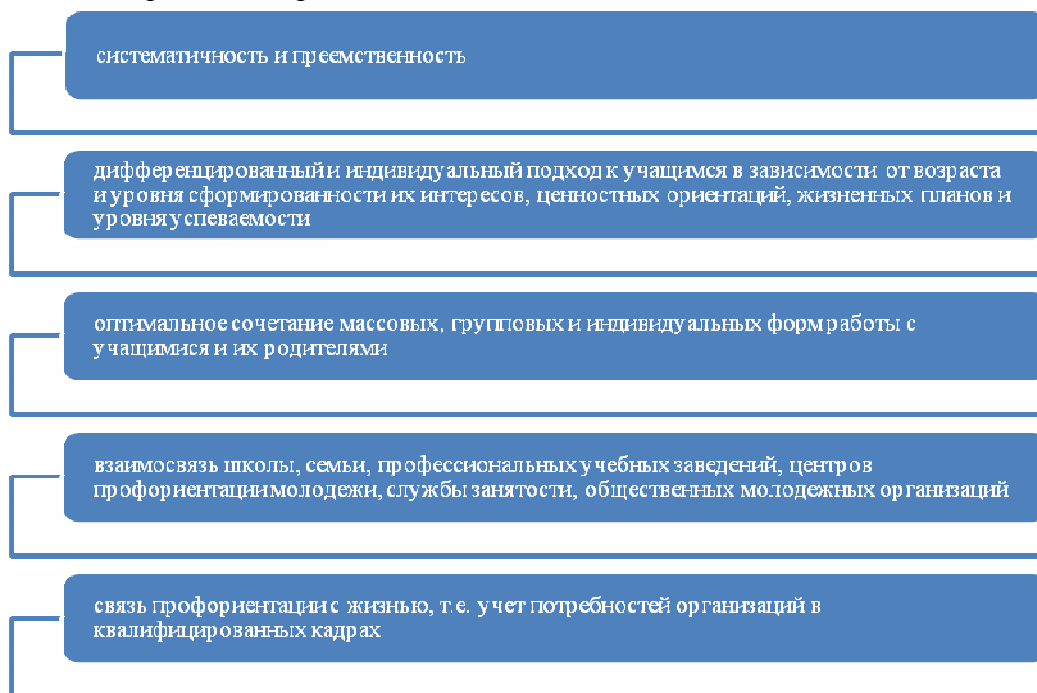 систематичность и преемственность
дифференцированный и индивидуальный подход к учащимся в зависимости от возраста
и уровня сформированности их интересов, ценностных ориентаций, жизненных планов и
уровня успеваемости
оптимальное сочетание массовых, групповых и индивидуальных форм работы с
учащимися и их родителями
взаимосвязь школы, семьи, профессиональных учебных заведений, центров
профориентации молодежи, службы занятости, общественных молодежных организаций
связь профориентации с жизнью, т.е. учет потребностей организаций в
квалифицированных кадрах